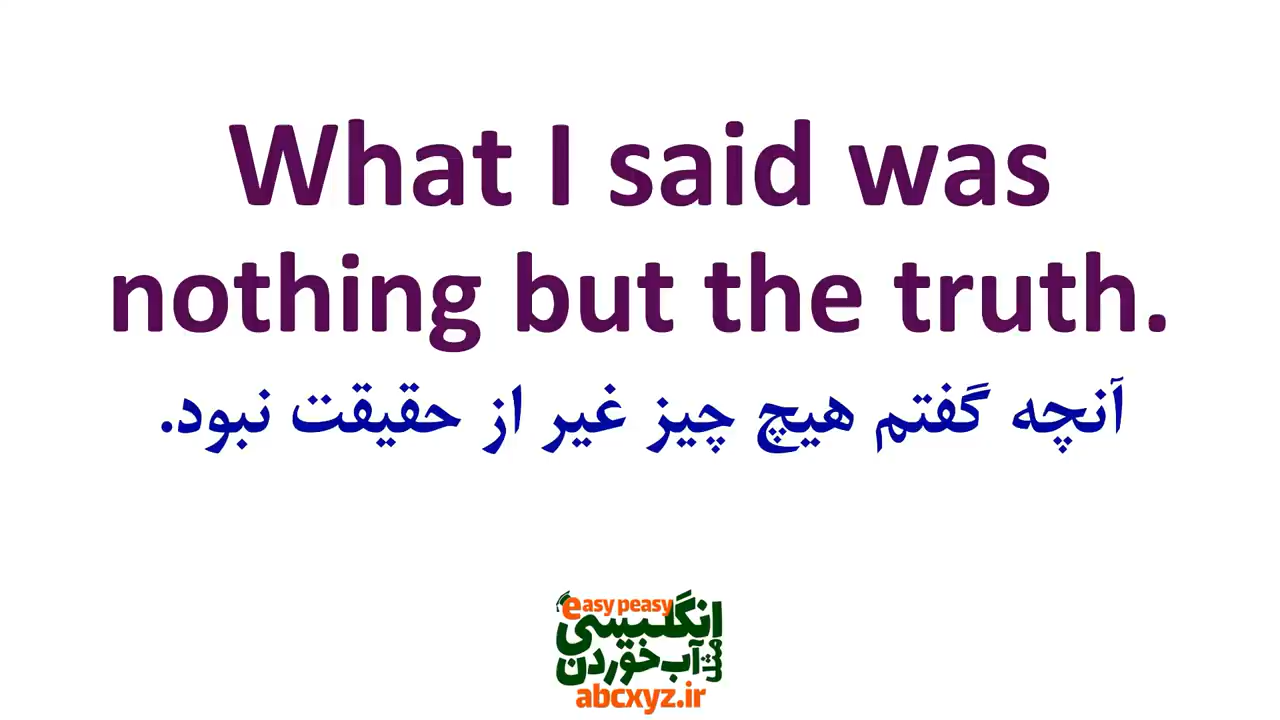 What I said was
nothing but the truth.
آنچه گفتم هیچ چیز غیر از حقیقت نبود.
easy peasy
انگلیسی
مثل آب خوردن
abcxyz.ir